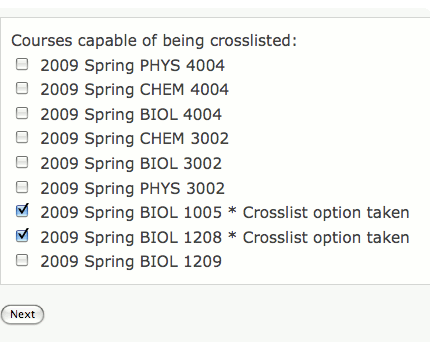 Courses capable of being crosslisted:
2009 Spring PHYS 4004
2009 Spring CHEM 4004
2009 Spring BIOL 4004
2009 Spring CHEM 3002
2009 Spring BIOL 3002
2009 Spring PHYS 3002
2009 Spring BIOL 1005 * Crosslist option taken
2009 Spring BIOL 1208 * Crosslist option taken
2009 Spring BIOL 1209
Next